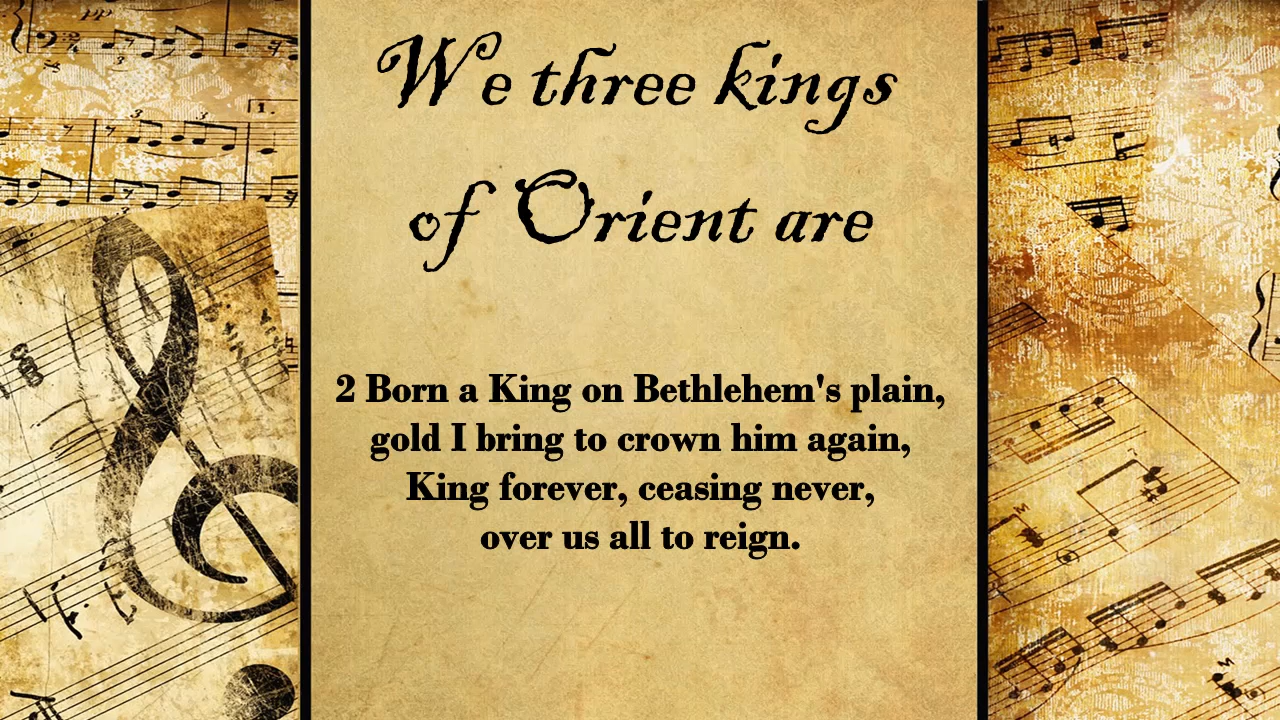 We three kings
of Orient are
2 Born a King on Bethlehem's plain,
gold I bring to crown him again,
King forever, ceasing never,
over us all to reign.